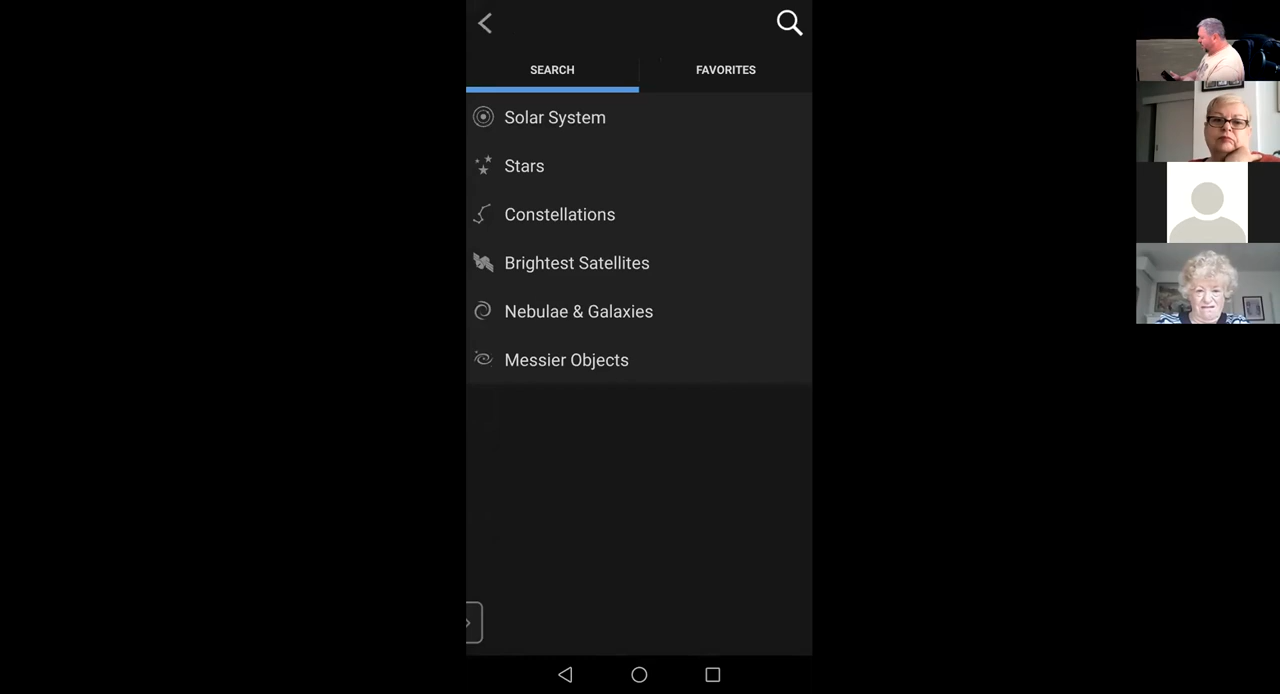 SEARCH
FAVORITES
Solar System
Stars
Constellations
Brightest Satellites
Nebulae & Galaxies
Messier Objects